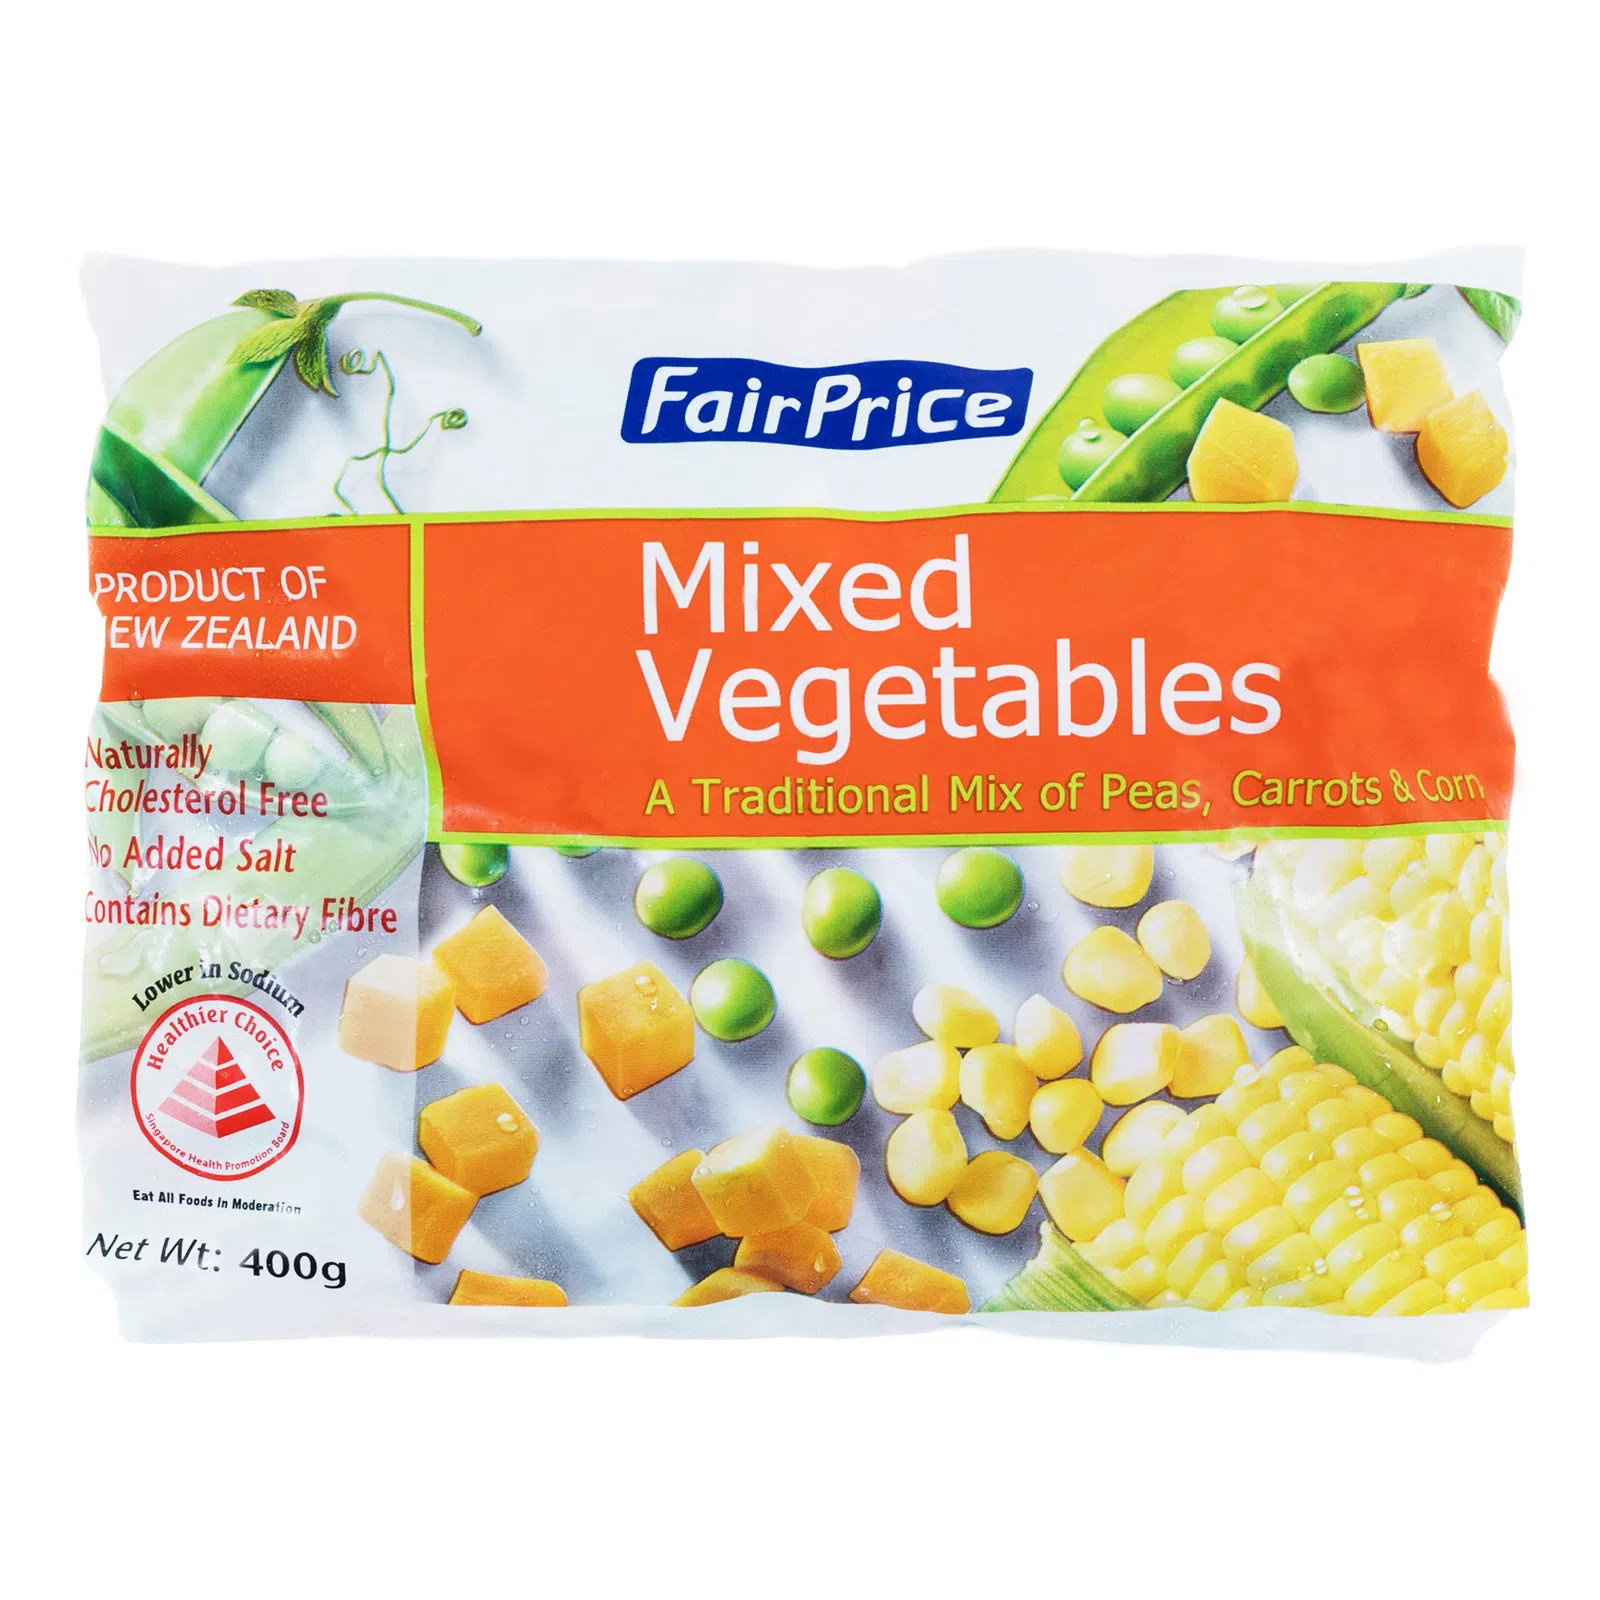 FairPrice
PRODUCT OF
NEW ZEALAND
Mixed
Vegetables
A Traditional Mix of Peas, Carrots & Corn
Naturally
Cholesterol Free
No Added Salt
Contains Dietary Fibre
Lower in Sodium
Healthier Choice
Singapore Health Promotion Board
Eat All Foods In Moderation
Net Wt: 400g